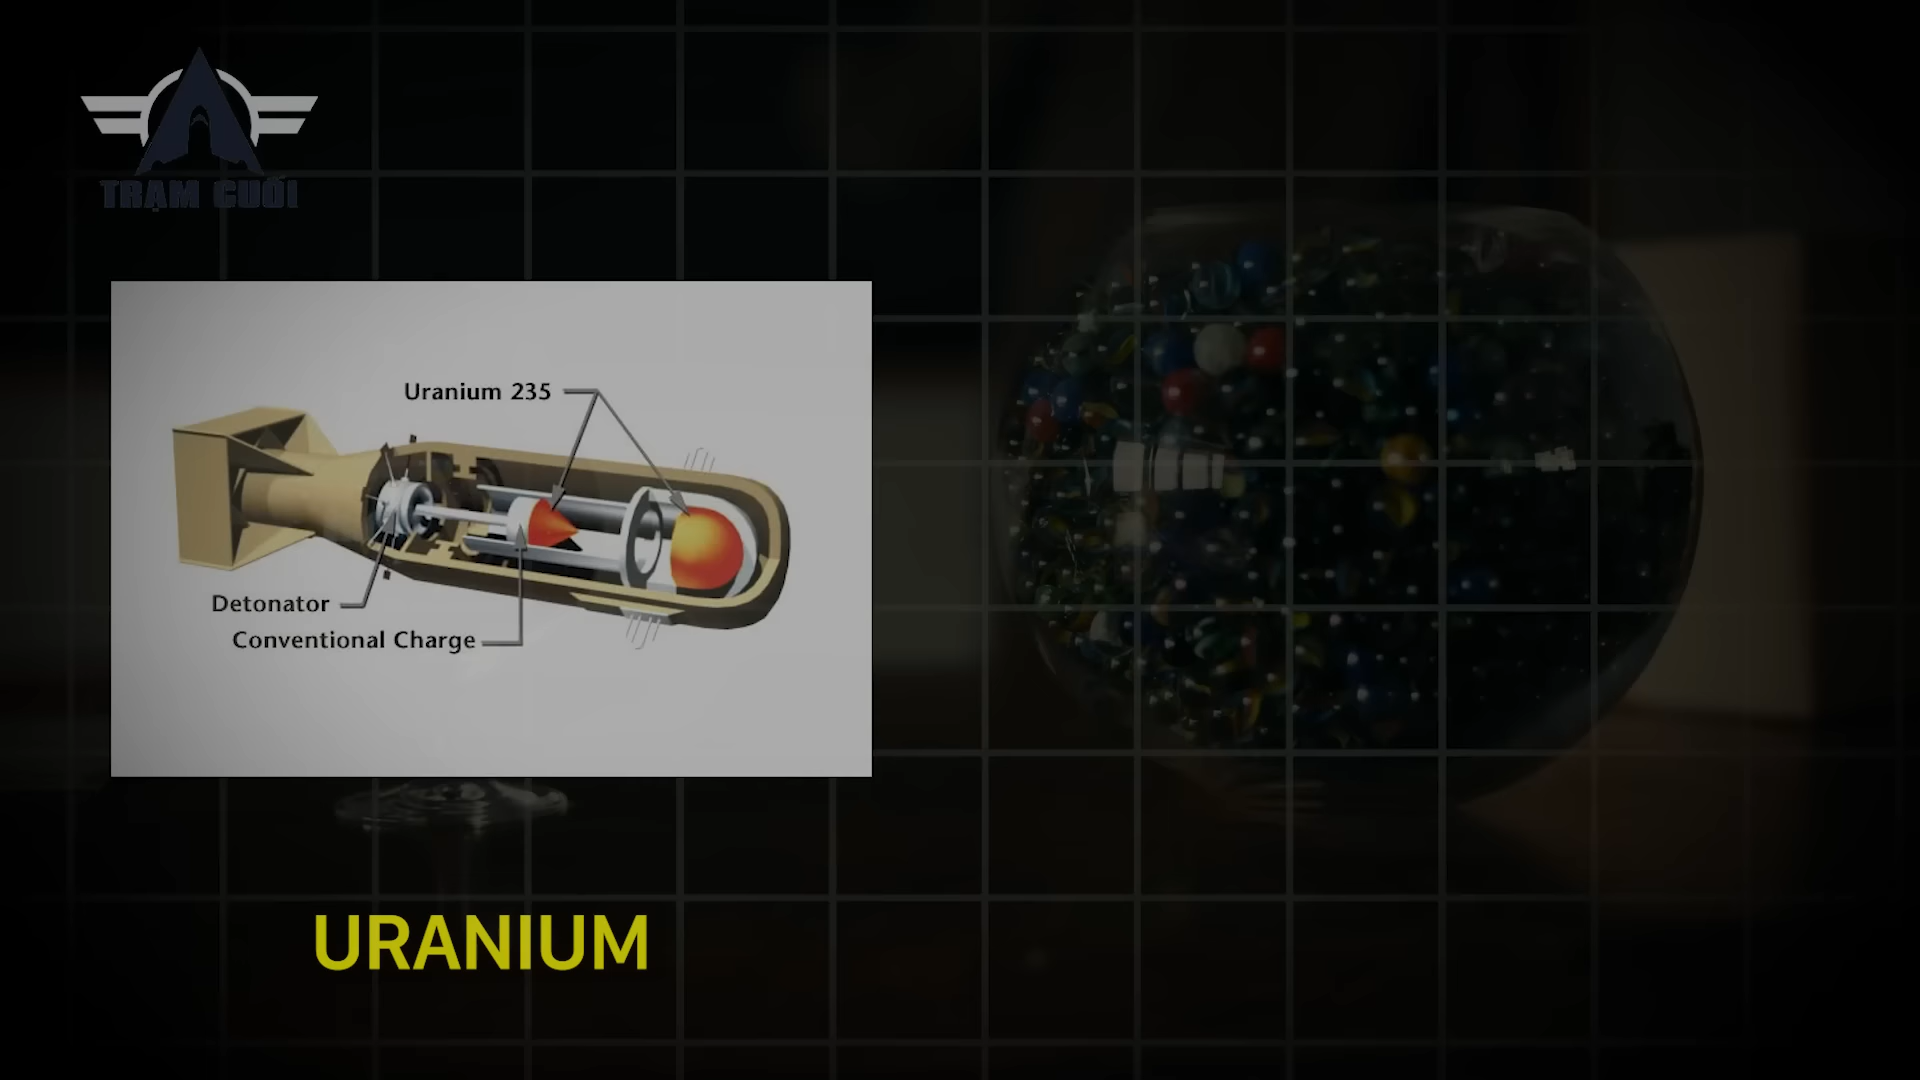 TRẠM CUỐI
Uranium 235
Detonator
Conventional Charge
URANIUM